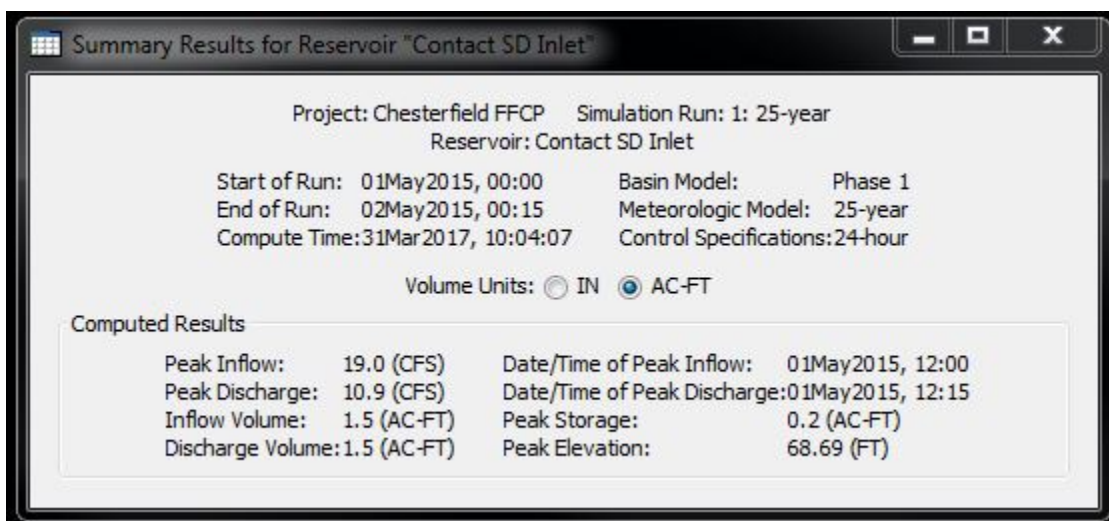 Summary Results for Reservoir "Contact SD Inlet"
Project: Chesterfield FFCP Simulation Run: 1: 25-year
Reservoir: Contact SD Inlet
Start of Run: 01May2015, 00:00 Basin Model: Phase 1
End of Run: 02May2015, 00:15 Meteorologic Model: 25-year
Compute Time:31Mar2017, 10:04:07 Control Specifications:24-hour
Volume Units: IN AC-FT
Computed Results
Peak Inflow: 19.0 (CFS) Date/Time of Peak Inflow: 01May2015, 12:00
Peak Discharge: 10.9 (CFS) Date/Time of Peak Discharge:01May2015, 12:15
Inflow Volume: 1.5 (AC-FT) Peak Storage: 0.2 (AC-FT)
Discharge Volume:1.5 (AC-FT) Peak Elevation: 68.69 (FT)